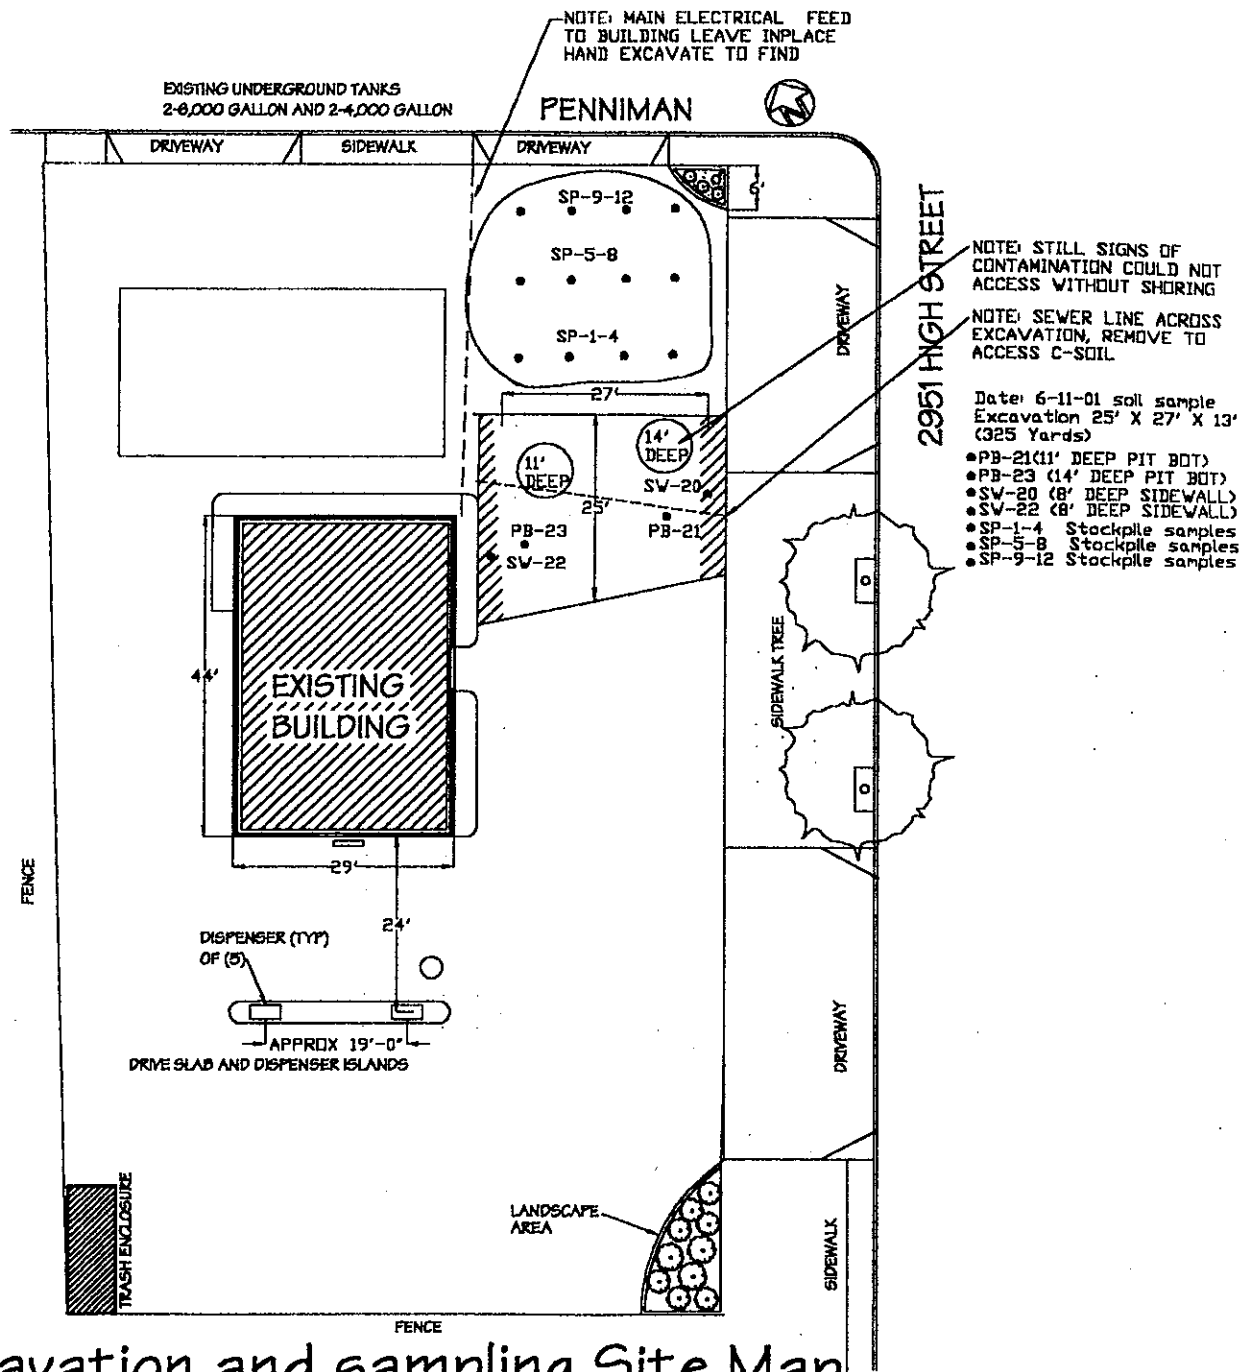 NOTE: MAIN ELECTRICAL FEED
TO BUILDING LEAVE INPLACE
HAND EXCAVATE TO FIND
EXISTING UNDERGROUND TANKS
2-6,000 GALLON AND 2-4,000 GALLON
PENNIMAN
DRIVEWAY
SIDEWALK
DRIVEWAY
6'
SP-9-12
SP-5-8
SP-1-4
2951 HIGH STREET
DRIVEWAY
NOTE: STILL SIGNS OF
CONTAMINATION COULD NOT
ACCESS WITHOUT SHORING
NOTE: SEWER LINE ACROSS
EXCAVATION, REMOVE TO
ACCESS C-SOIL
Date: 6-11-01 soil sample
Excavation 25' X 27' X 13'
(325 Yards)
PB-21(11' DEEP PIT BOT)
PB-23 (14' DEEP PIT BOT)
SW-20 (8' DEEP SIDEWALL)
SW-22 (8' DEEP SIDEWALL)
SP-1-4 Stockpile samples
SP-5-8 Stockpile samples
SP-9-12 Stockpile samples
27'
14'
DEEP
11'
DEEP
SW-20
25'
PB-23
PB-21
SW-22
SIDEWALK TREE
44'
EXISTING
BUILDING
29'
FENCE
24'
DISPENSER (TYP)
OF (5)
APPROX 19'-0"
DRIVE SLAB AND DISPENSER ISLANDS
DRIVEWAY
TRASH ENCLOSURE
LANDSCAPE
AREA
SIDEWALK
FENCE
avation and sampling Site Map